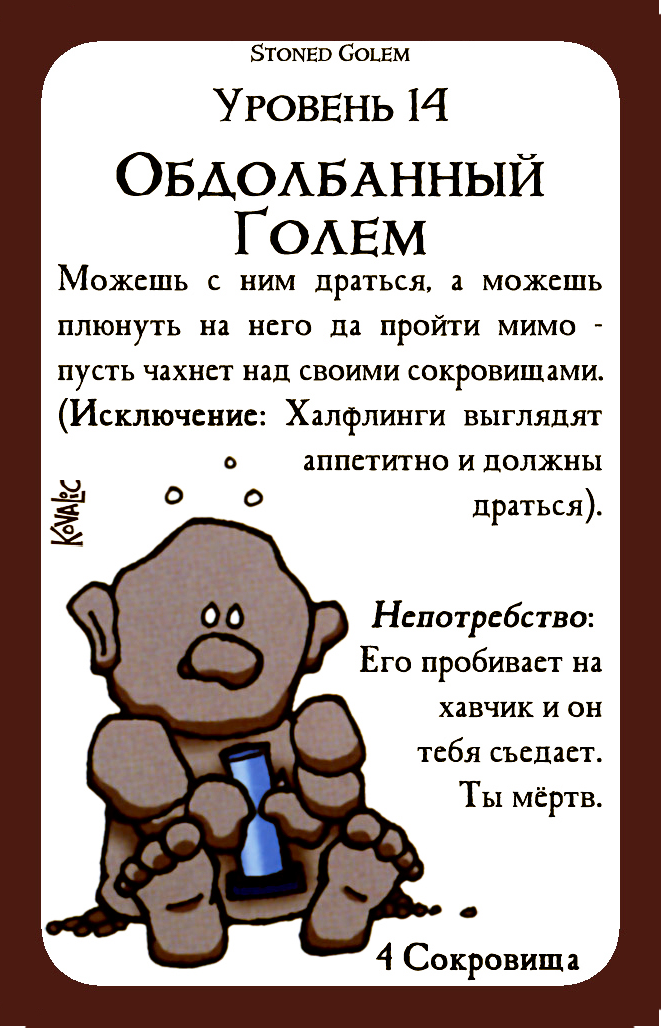 Stoned Golem
Уровень 14
Обдолбанный
Голем
Можешь с ним драться, а можешь
плюнуть на него да пройти мимо -
пусть чахнет над своими сокровищами.
(Исключение: Халфлинги выглядят
аппетитно и должны
драться).
Kovalic
Непотребство:
Его пробивает на
хавчик и он
тебя съедает.
Ты мёртв.
4 Сокровища